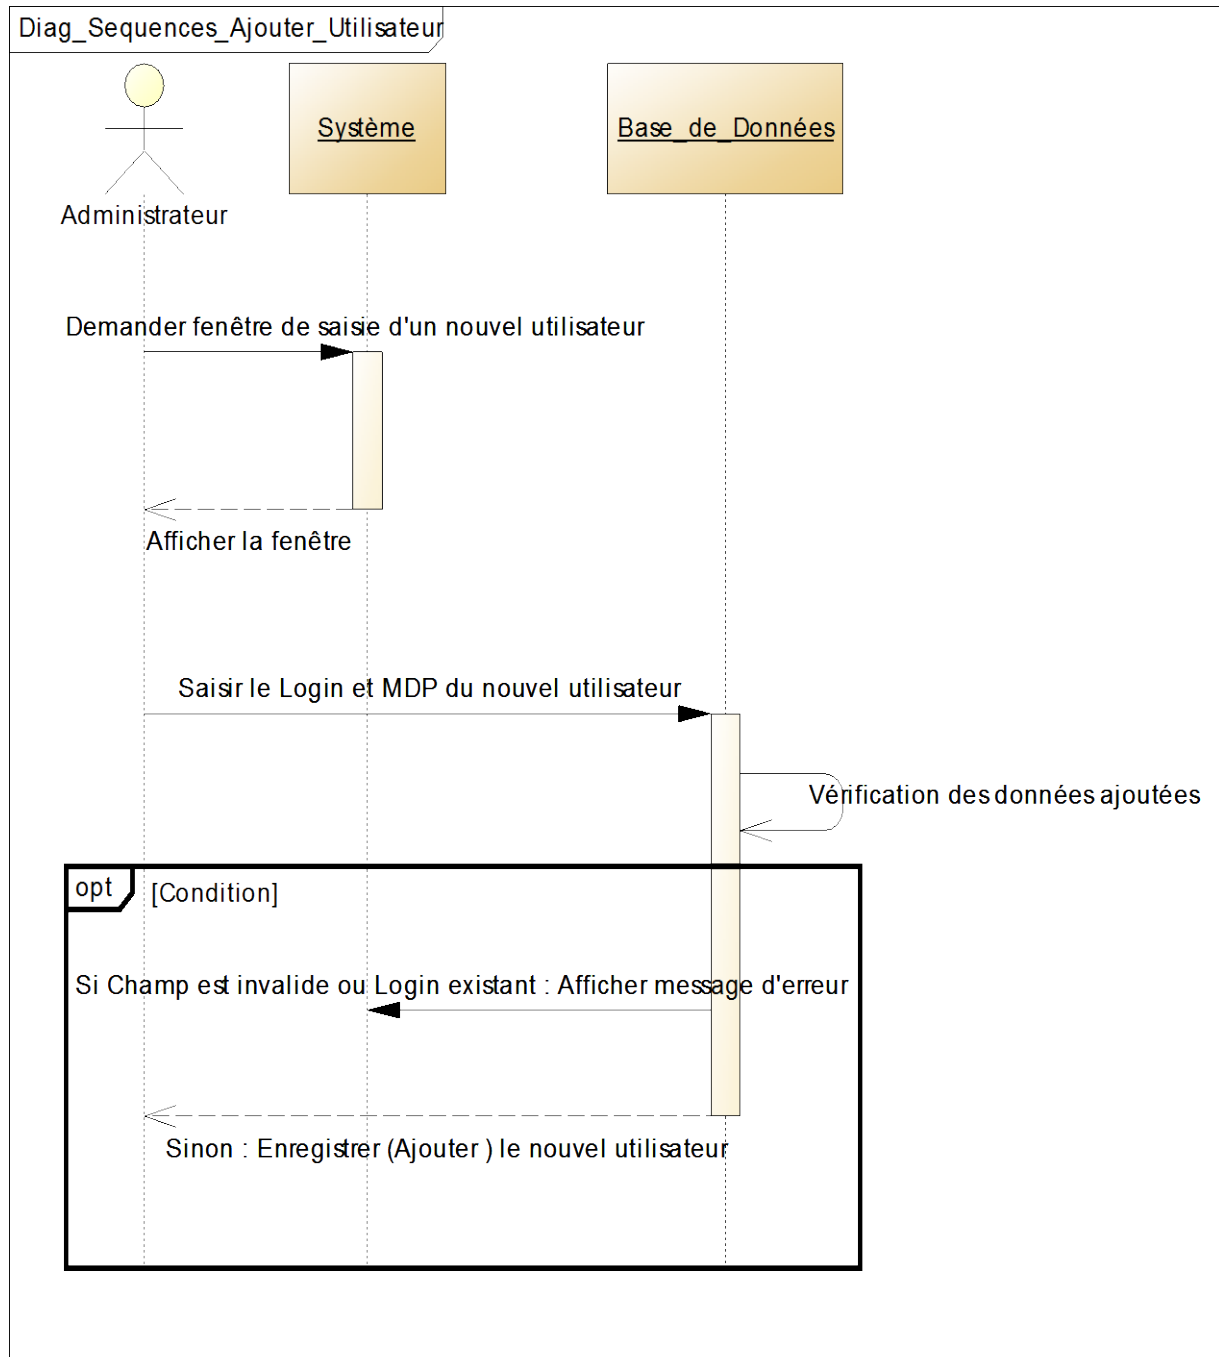 Diag_Sequences_Ajouter_Utilisateur
Système
Base_de_Données
Administrateur
Demander fenêtre de saisie d'un nouvel utilisateur
Afficher la fenêtre
Saisir le Login et MDP du nouvel utilisateur
Vérification des données ajoutées
opt
[Condition]
Si Champ est invalide ou Login existant : Afficher message d'erreur
Sinon : Enregistrer (Ajouter ) le nouvel utilisateur